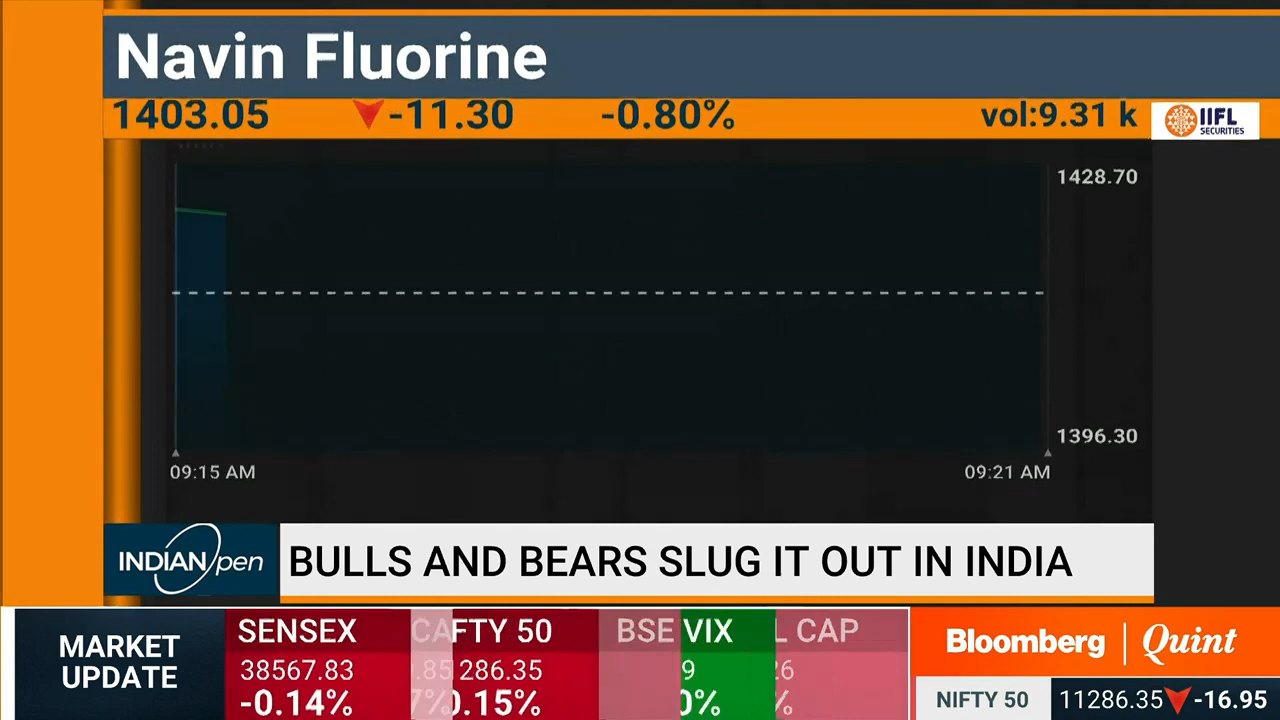 Navin Fluorine
1403.05 -11.30 -0.80% vol:9.31 k
IIFL
SECURITIES
1428.70
1396.30
09:15 AM 09:21 AM
INDIAN pen
BULLS AND BEARS SLUG IT OUT IN INDIA
MARKET
UPDATE
SENSEX
38567.83
-0.14%
FTY 50
286.35
0.15%
BSE VIX
L CAP
Bloomberg | Quint
NIFTY 50 11286.35 -16.95